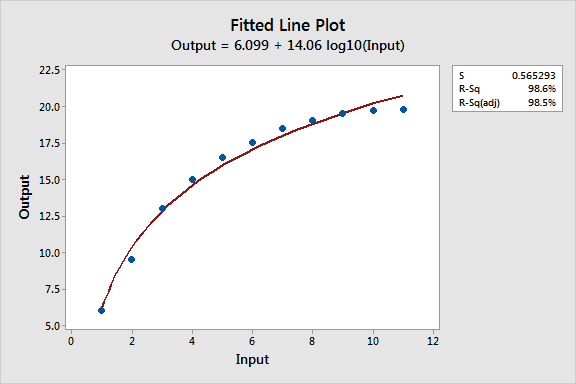 Fitted Line Plot
Output = 6.099 + 14.06 log10(Input)
S 0.565293
R-Sq 98.6%
R-Sq(adj) 98.5%
22.5
20.0
17.5
15.0
12.5
10.0
7.5
5.0
Output
0 2 4 6 8 10 12
Input